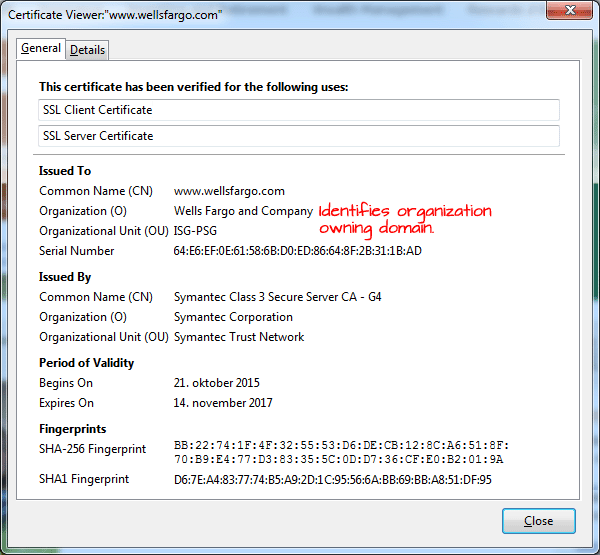 Certificate Viewer:"www.wellsfargo.com"
General Details
This certificate has been verified for the following uses:
SSL Client Certificate
SSL Server Certificate
Issued To
Common Name (CN) www.wellsfargo.com
Organization (O) Wells Fargo and Company Identifies organization
Organizational Unit (OU) ISG-PSG owning domain.
Serial Number 64:E6:EF:0E:61:58:6B:D0:ED:86:64:8F:2B:31:1B:AD
Issued By
Common Name (CN) Symantec Class 3 Secure Server CA - G4
Organization (O) Symantec Corporation
Organizational Unit (OU) Symantec Trust Network
Period of Validity
Begins On 21. oktober 2015
Expires On 14. november 2017
Fingerprints
SHA-256 Fingerprint BB:22:74:1F:4F:32:55:53:D6:DE:CB:12:8C:A6:51:8F:
70:B9:E4:77:D3:83:35:5C:0D:D7:36:CF:E0:B2:01:9A
SHA1 Fingerprint D6:7E:A4:83:77:74:B5:A9:2D:1C:95:56:6A:BB:69:BB:A8:51:DF:95
Close